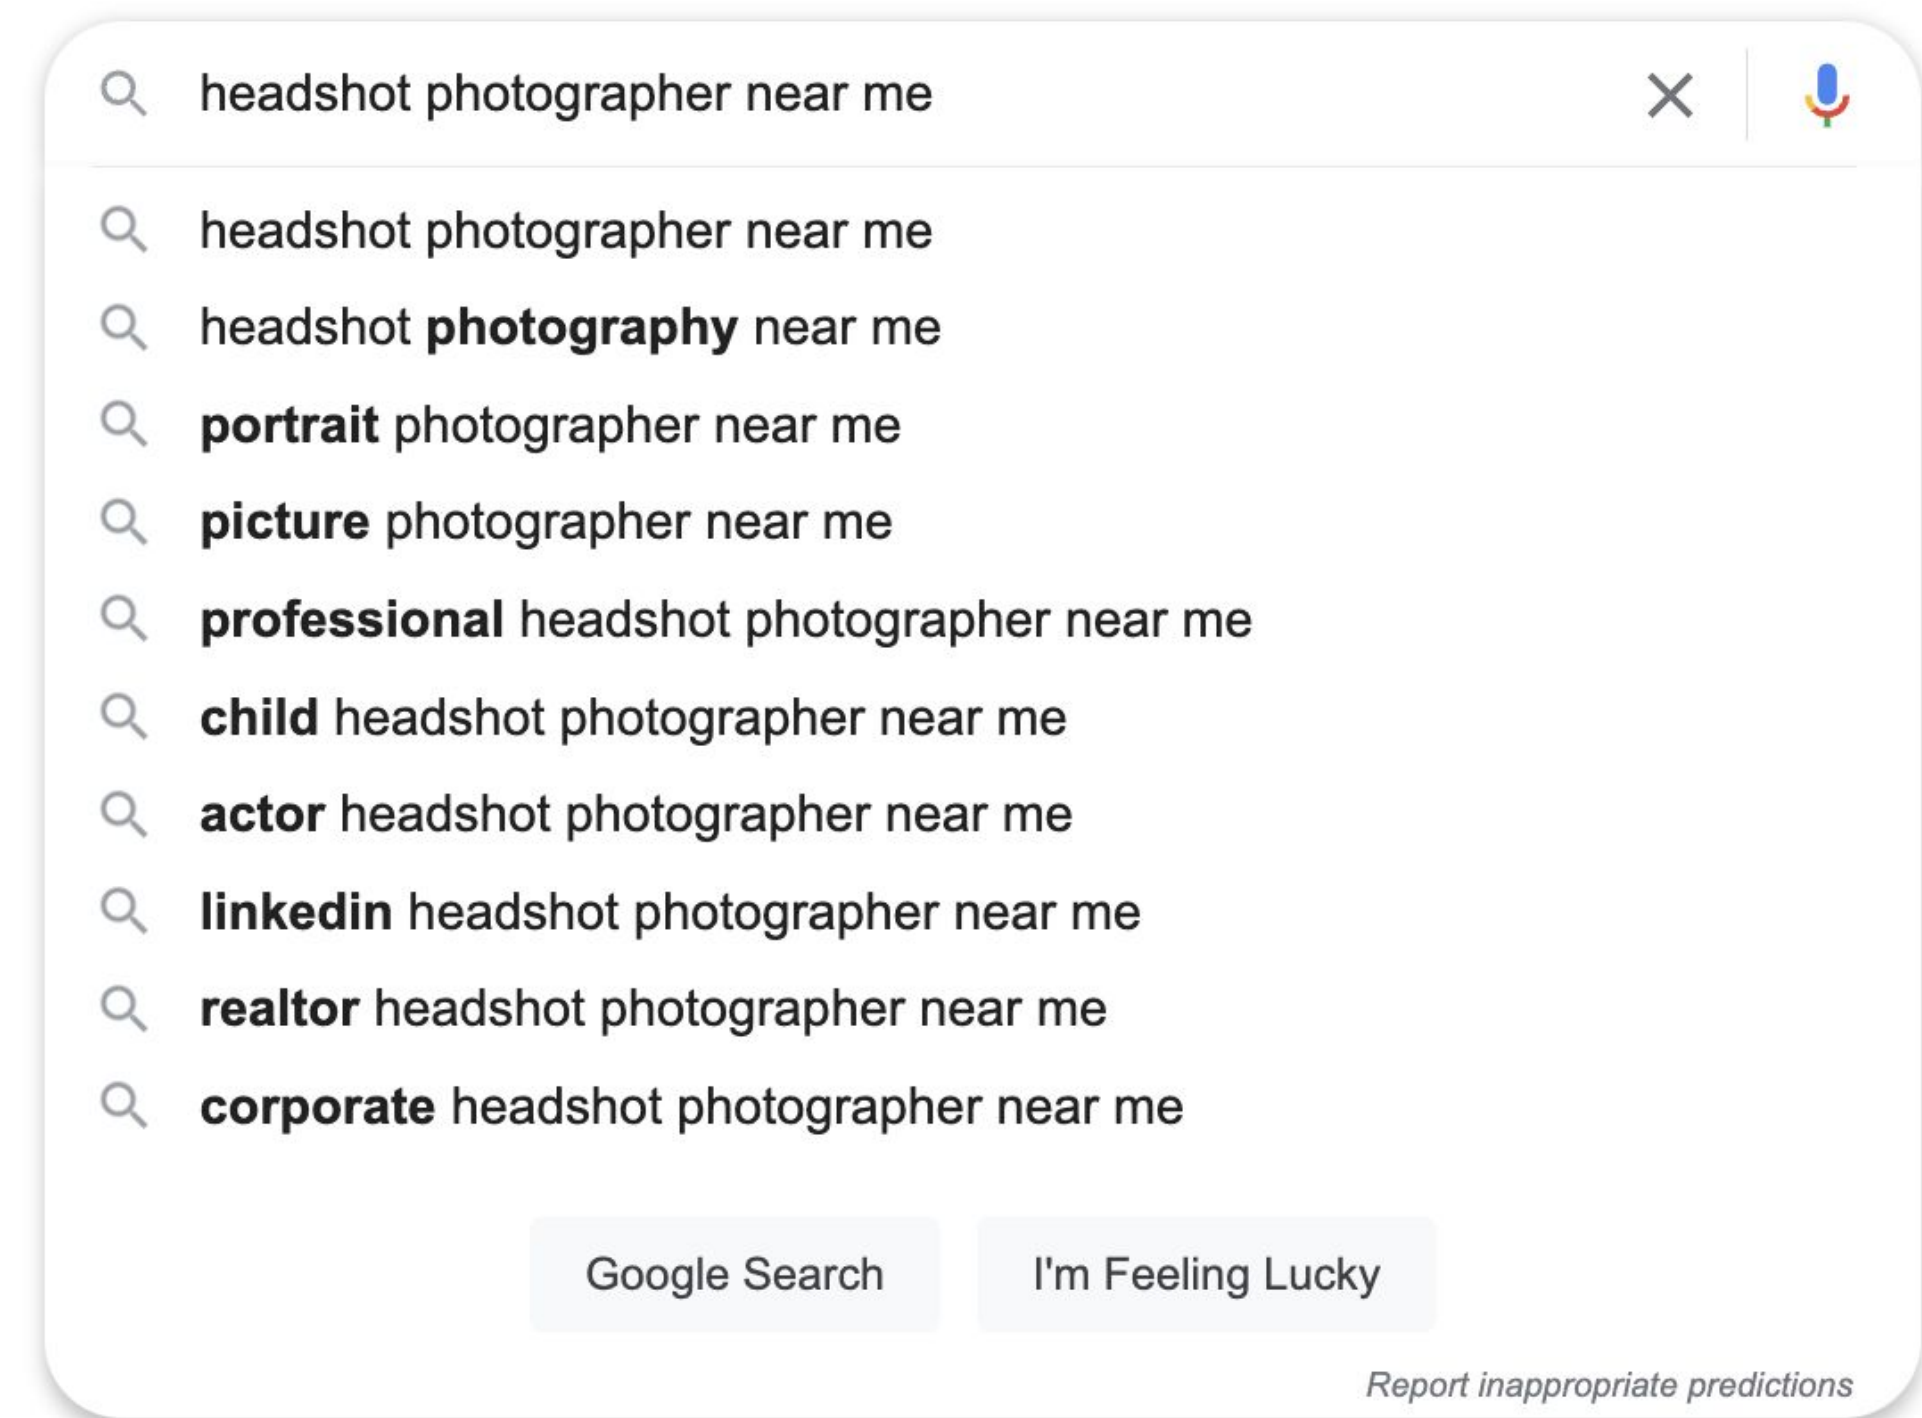 headshot photographer near me
headshot photographer near me
headshot photography near me
portrait photographer near me
picture photographer near me
professional headshot photographer near me
child headshot photographer near me
actor headshot photographer near me
linkedin headshot photographer near me
realtor headshot photographer near me
corporate headshot photographer near me
Google Search I'm Feeling Lucky
Report inappropriate predictions